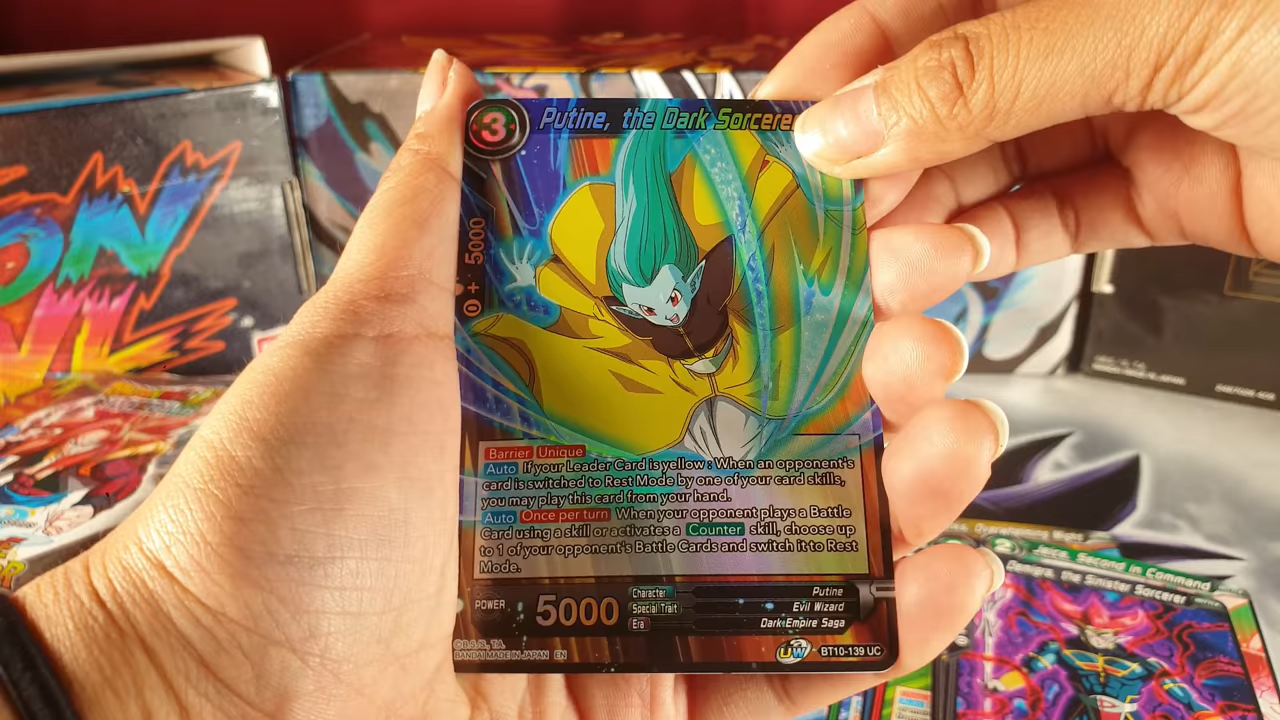 3
Putine, the Dark Sorcerer
0 + 5000
Barrier Unique
Auto If your Leader Card is yellow : When an opponent's
card is switched to Rest Mode by one of your card skills,
you may play this card from your hand.
Auto Once per turn When your opponent plays a Battle
Card using a skill or activates a Counter skill, choose up
to 1 of your opponent's Battle Cards and switch it to Rest
Mode.
POWER 5000
Character Putine
Special Trait Evil Wizard
Era Dark Empire Saga
©B.S./S., T.A.
BANDAI MADE IN JAPAN EN
UW BT10-139 UC
Joice, Second in Command
Demigra, the Sinister Sorcerer